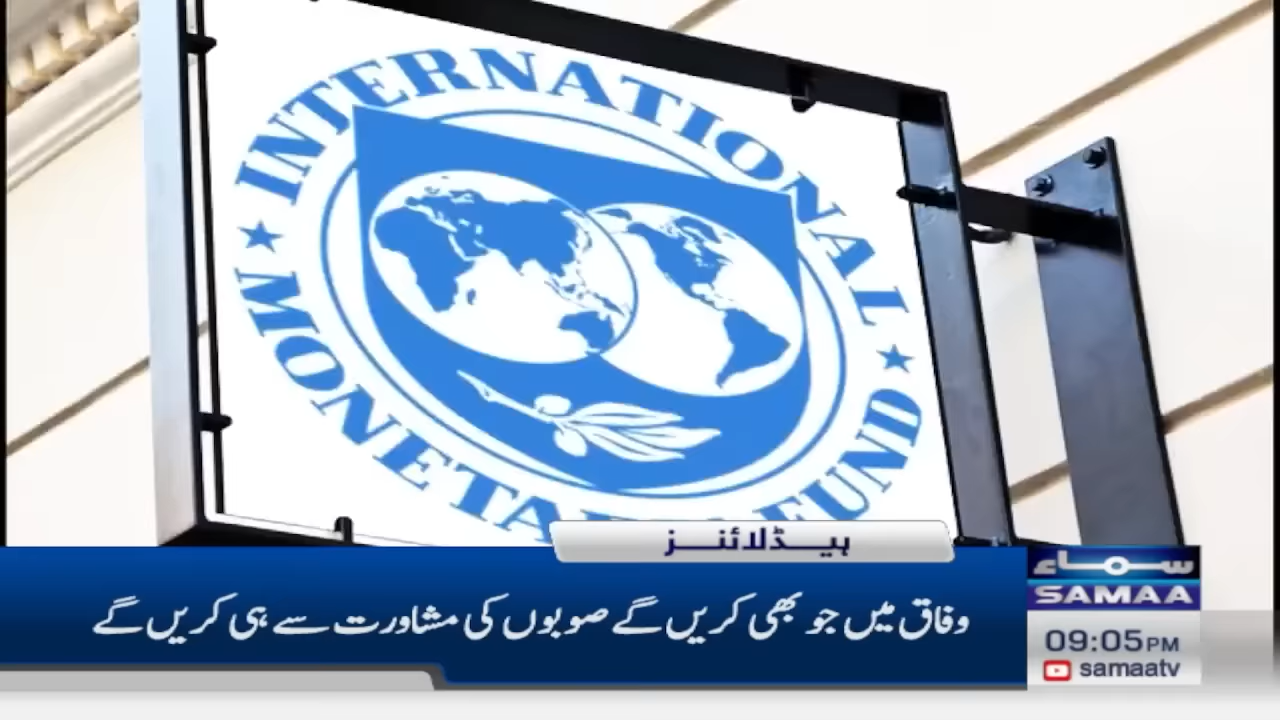 INTERNATIONAL
MONETARY FUND
ہیڈلائنز
وفاق میں جو بھی کریں گے صوبوں کی مشاورت سے ہی کریں گے
سماء
SAMAA
09:05PM
samaatv